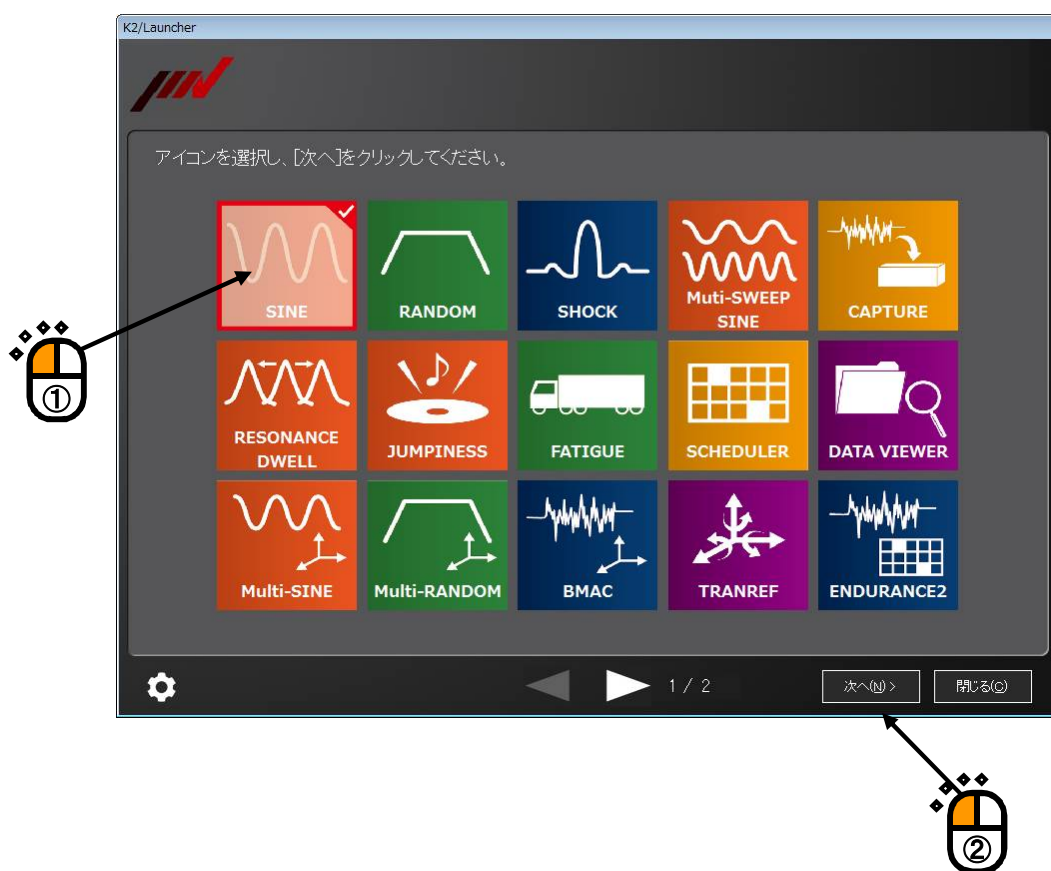 K2/Launcher
アイコンを選択し、[次へ]をクリックしてください。
SINE
RANDOM
SHOCK
Muti-SWEEP
SINE
CAPTURE
RESONANCE
DWELL
JUMPINESS
FATIGUE
SCHEDULER
DATA VIEWER
Multi-SINE
Multi-RANDOM
BMAC
TRANREF
ENDURANCE2
1 / 2
次へ(N) >
閉じる(C)
①
②